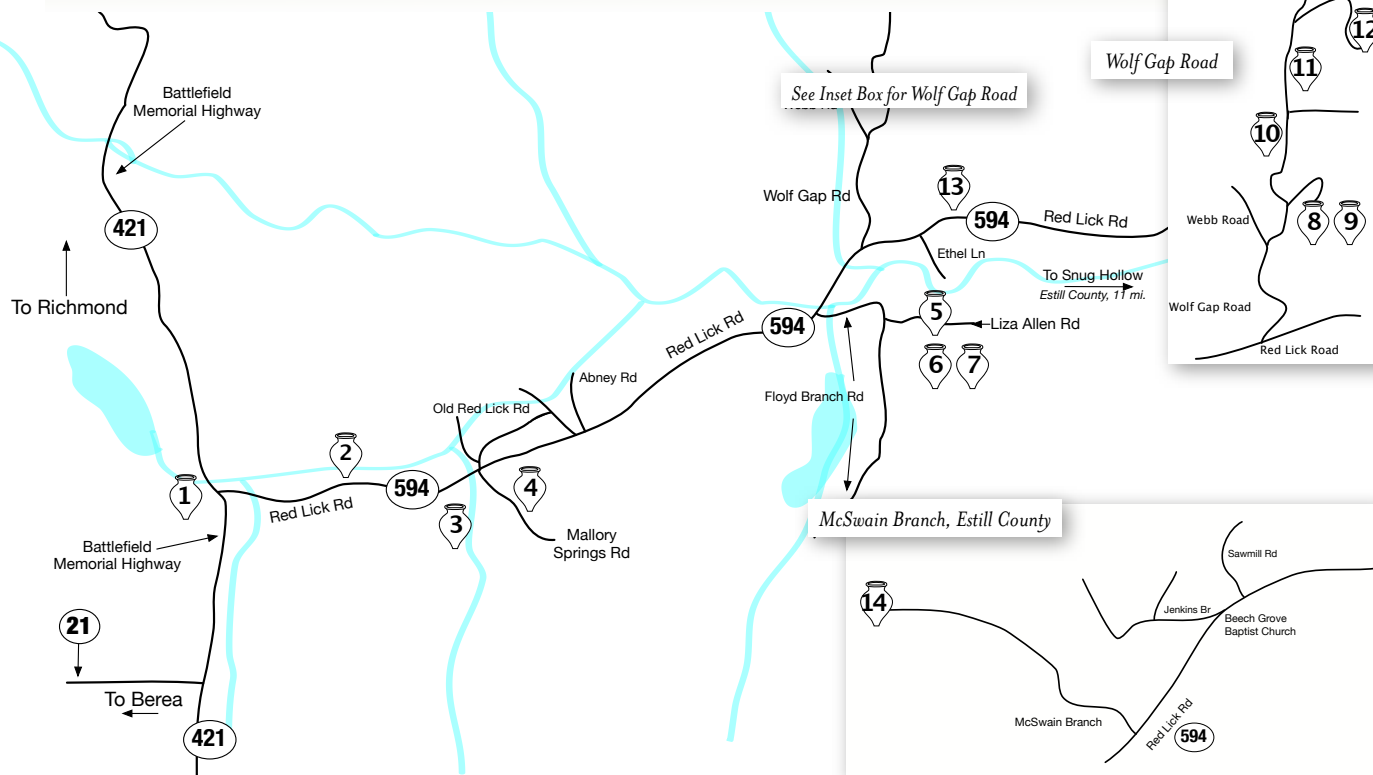 12
Wolf Gap Road
11
See Inset Box for Wolf Gap Road
Battlefield
Memorial Highway
10
13
Wolf Gap Rd
594
Red Lick Rd
Webb Road
8
9
421
Ethel Ln
To Snug Hollow
Estill County, 11 mi.
To Richmond
5
Liza Allen Rd
Wolf Gap Road
594
Red Lick Rd
Red Lick Road
6
7
Abney Rd
Floyd Branch Rd
Old Red Lick Rd
2
1
594
4
Red Lick Rd
3
McSwain Branch, Estill County
Mallory
Springs Rd
Battlefield
Memorial Highway
Sawmill Rd
14
Jenkins Br
Beech Grove
Baptist Church
21
To Berea
McSwain Branch
Red Lick Rd
594
421